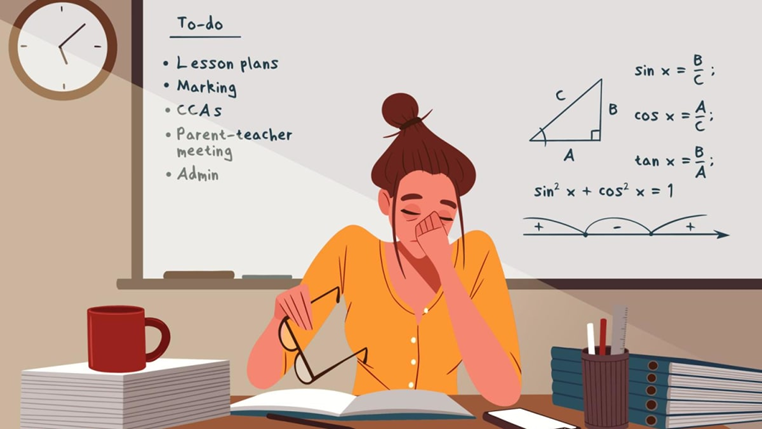 To-do
• Lesson plans
• Marking
• CCAs
• Parent-teacher
meeting
• Admin
C
B
A
sin x = B/C ;
cos x = A/C ;
tan x = B/A ;
sin² x + cos² x = 1
+ - +